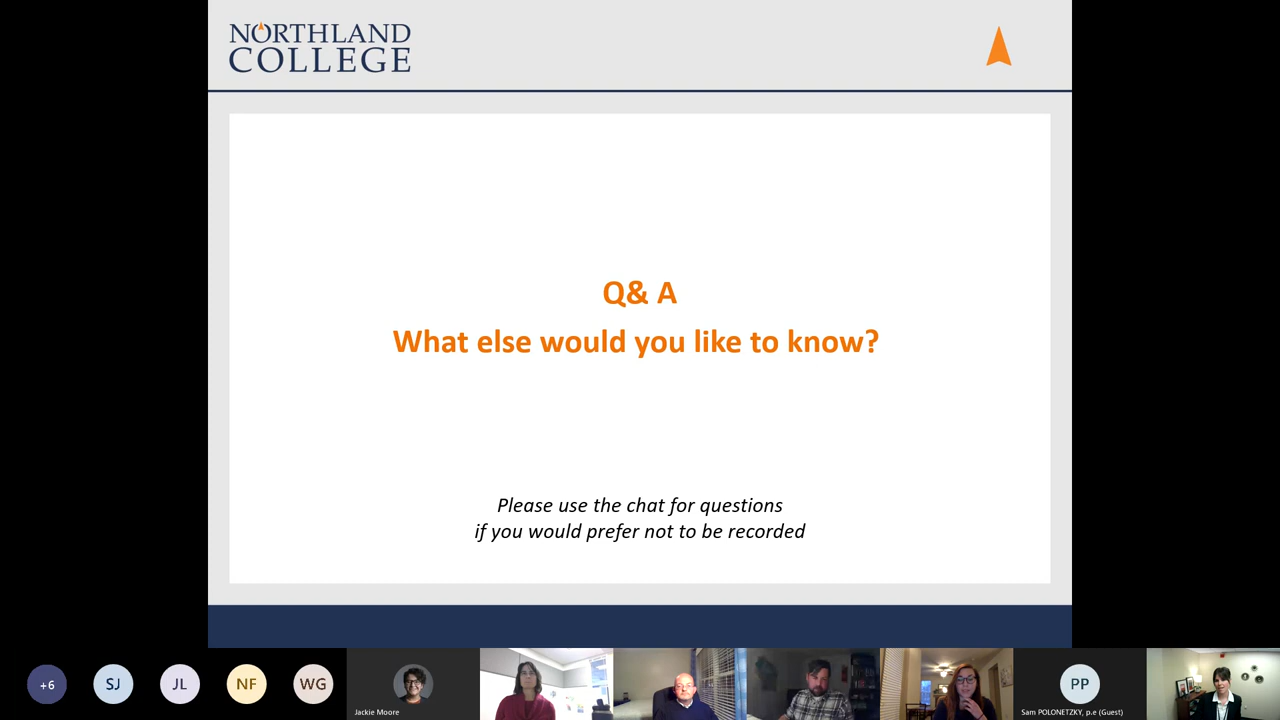 NORTHLAND
COLLEGE
Q& A
What else would you like to know?
Please use the chat for questions
if you would prefer not to be recorded
+6
SJ
JL
NF
WG
Jackie Moore
PP
Sam POLONETZKY, p.e (Guest)